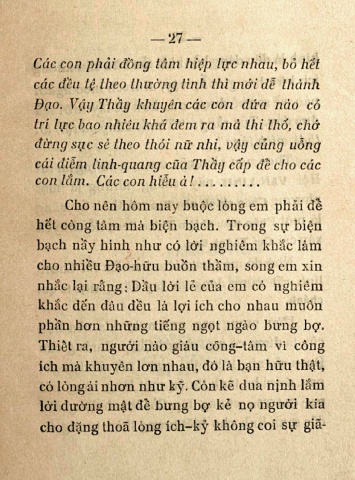 — 27 —
Các con phải đồng tâm hiệp lực nhau, bỏ hết
các đều tệ theo thường tình thì mới dễ thành
Đạo. Vậy Thầy khuyên các con đứa nào có
trí lực bao nhiêu khá đem ra mà thi thố, chớ
đừng sực sè theo thói nữ nhi, vậy củng uổng
cái điểm linh-quang của Thầy cấp để cho các
con lắm. Các con hiểu à!.........
Cho nên hôm nay buộc lòng em phải để
hết công tâm mà biện bạch. Trong sự biện
bạch nầy hình như có lời nghiêm khắc làm
cho nhiều Đạo-hữu buồn thầm, song em xin
nhắc lại rằng: Dầu lời lẽ của em có nghiêm
khắc đến đâu đều là lợi ích cho nhau muôn
phần hơn những tiếng ngọt ngào bưng bợ.
Thiệt ra, người nào giàu công-tâm vì công
ích mà khuyên lơn nhau, đó là bạn hữu thật,
có lòng ái nhơn như kỷ. Còn kẻ dua nịnh lắm
lời đường mật để bưng bợ kẻ nọ người kia
cho đặng thoã lòng ích-kỷ không coi sự giã-